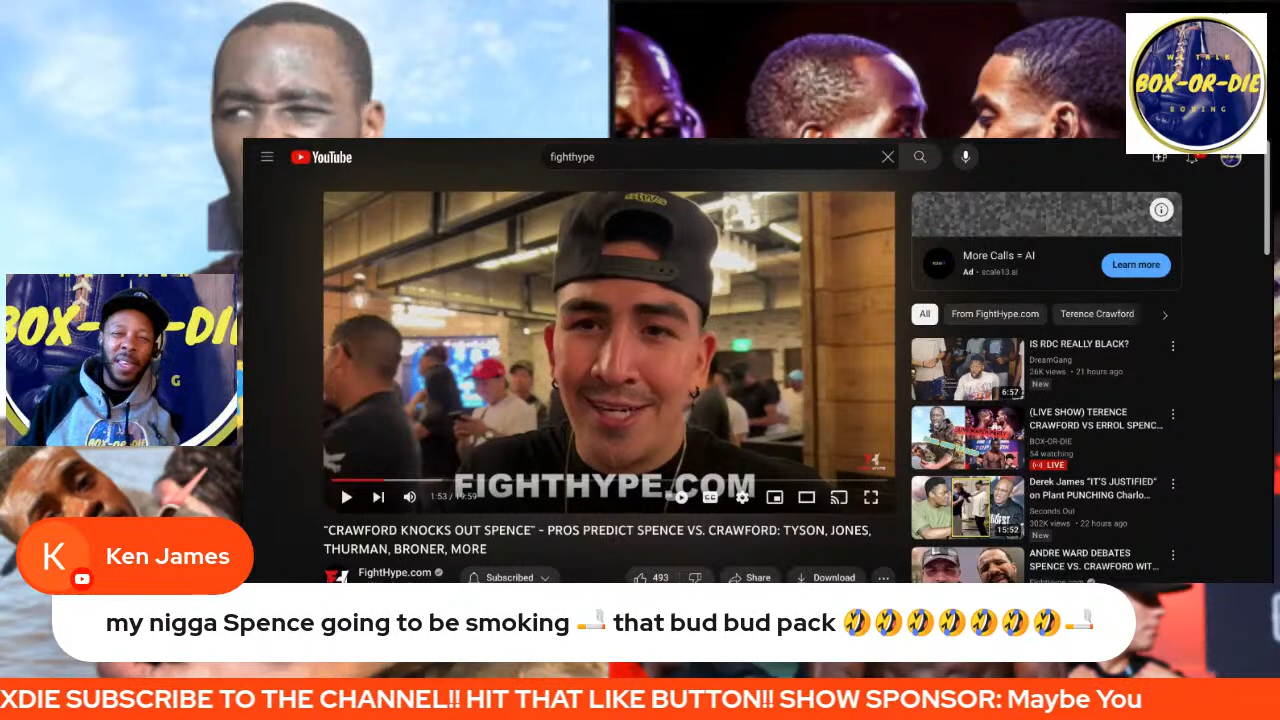 WE TALK
BOX-OR-DIE
BOXING
YouTube
fighthype
FIGHTHYPE.COM
1:53 / 19:59
"CRAWFORD KNOCKS OUT SPENCE" - PROS PREDICT SPENCE VS. CRAWFORD: TYSON, JONES,
THURMAN, BRONER, MORE
FightHype.com
Subscribed
493
Share
Download
More Calls = AI
Ad · scale13.ai
Learn more
All
From FightHype.com
Terence Crawford
IS RDC REALLY BLACK?
DreamGang
26K views • 21 hours ago
New
6:57
(LIVE SHOW) TERENCE
CRAWFORD VS ERROL SPENC...
BOX-OR-DIE
54 watching
LIVE
Derek James "IT'S JUSTIFIED"
on Plant PUNCHING Charlo...
Seconds Out
302K views • 22 hours ago
New
15:52
ANDRE WARD DEBATES
SPENCE VS. CRAWFORD WIT...
BOX-
DIE
K
Ken James
my nigga Spence going to be smoking 🚬 that bud bud pack 🤣🤣🤣🤣🤣🤣🤣🚬
XDIE SUBSCRIBE TO THE CHANNEL!! HIT THAT LIKE BUTTON!! SHOW SPONSOR: Maybe You